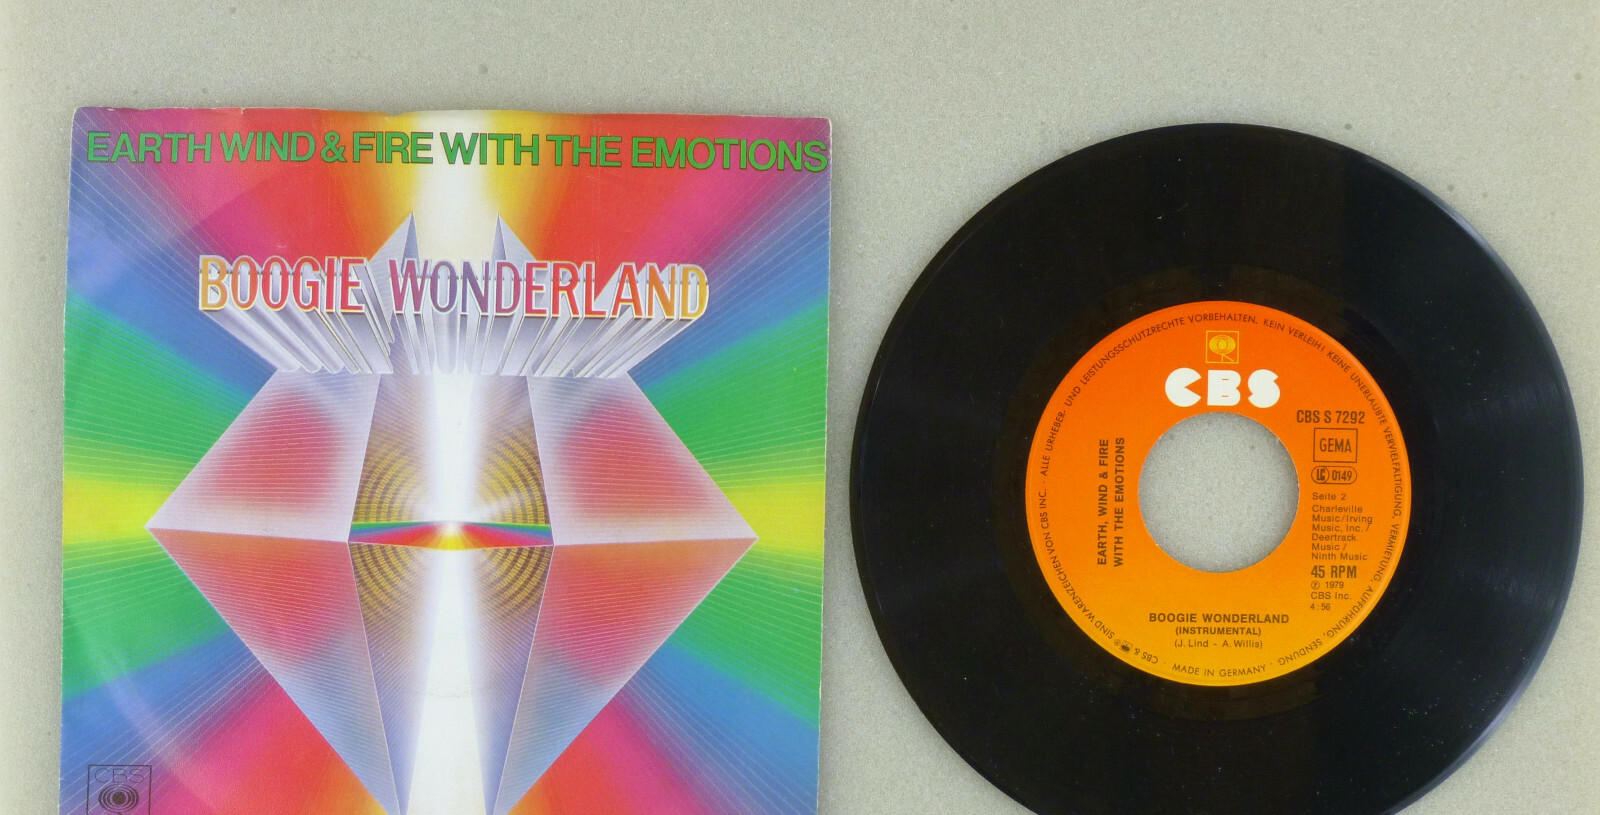 EARTH WIND & FIRE WITH THE EMOTIONS
BOOGIE WONDERLAND
CBS
ALLE URHEBER- UND LEISTUNGSSCHUTZRECHTE VORBEHALTEN. KEIN VERLEIH! KEINE UNERLAUBTE VERVIELFÄLTIGUNG, VERMIETUNG, AUFFÜHRUNG, SENDUNG.
CBS
CBS S 7292
GEMA
LC 0149
EARTH, WIND & FIRE
WITH THE EMOTIONS
Seite 2
Charleville
Music/Irving
Music, Inc./
Deertrack
Music/
Ninth Music
45 RPM
Ⓟ 1979
CBS Inc.
4:56
BOOGIE WONDERLAND
(INSTRUMENTAL)
(J. Lind - A. Willis)
MADE IN GERMANY · CBS & ® SIND WARENZEICHEN VON CBS INC. ·